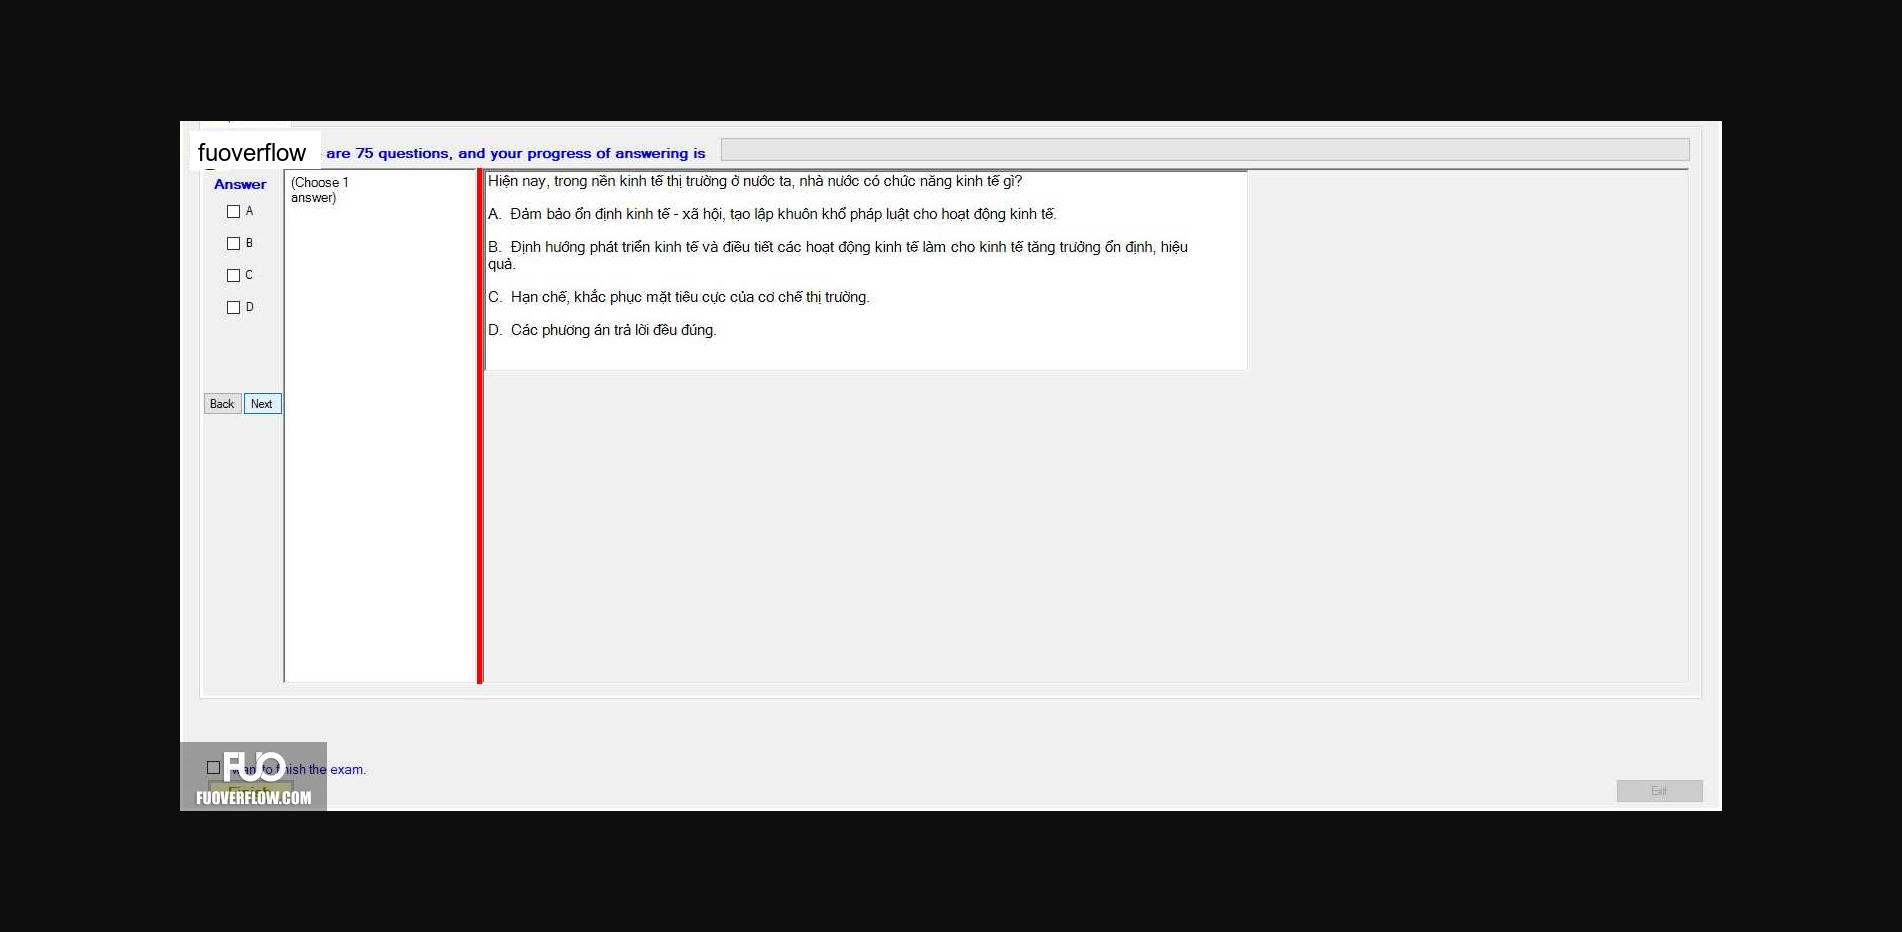 fuoverflow are 75 questions, and your progress of answering is
Answer
A
B
C
D
Back Next
(Choose 1
answer)
Hiện nay, trong nền kinh tế thị trường ở nước ta, nhà nước có chức năng kinh tế gì?
A. Đảm bảo ổn định kinh tế - xã hội, tạo lập khuôn khổ pháp luật cho hoạt động kinh tế.
B. Định hướng phát triển kinh tế và điều tiết các hoạt động kinh tế làm cho kinh tế tăng trưởng ổn định, hiệu
quả.
C. Hạn chế, khắc phục mặt tiêu cực của cơ chế thị trường.
D. Các phương án trả lời đều đúng.
FUO
want to finish the exam.
Finish
FUOVERFLOW.COM
Exit